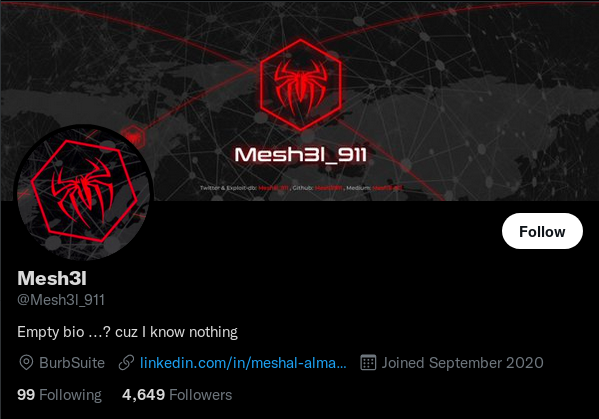 Mesh3l_911
Twitter & Exploit-db: Mesh3l_911, Github: Mesh3l911, Medium:
Follow
Mesh3l
@Mesh3l_911
Empty bio …? cuz I know nothing
BurbSuite linkedin.com/in/meshal-alma… Joined September 2020
99 Following 4,649 Followers